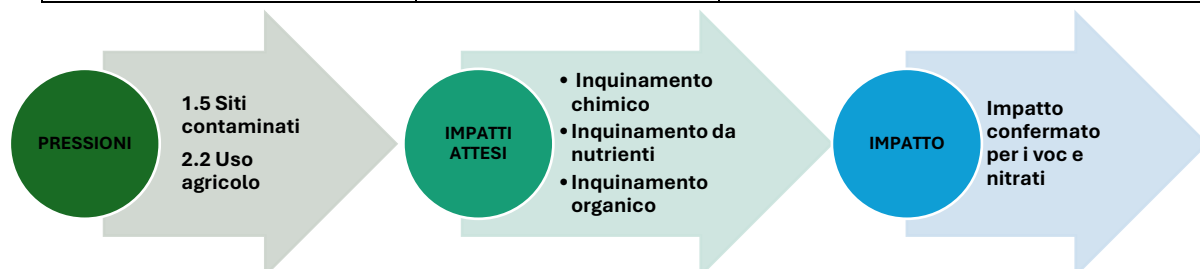 PRESSIONI
1.5 Siti
contaminati
2.2 Uso
agricolo
IMPATTI
ATTESI
• Inquinamento
chimico
• Inquinamento da
nutrienti
• Inquinamento
organico
IMPATTO
Impatto
confermato
per i voc e
nitrati